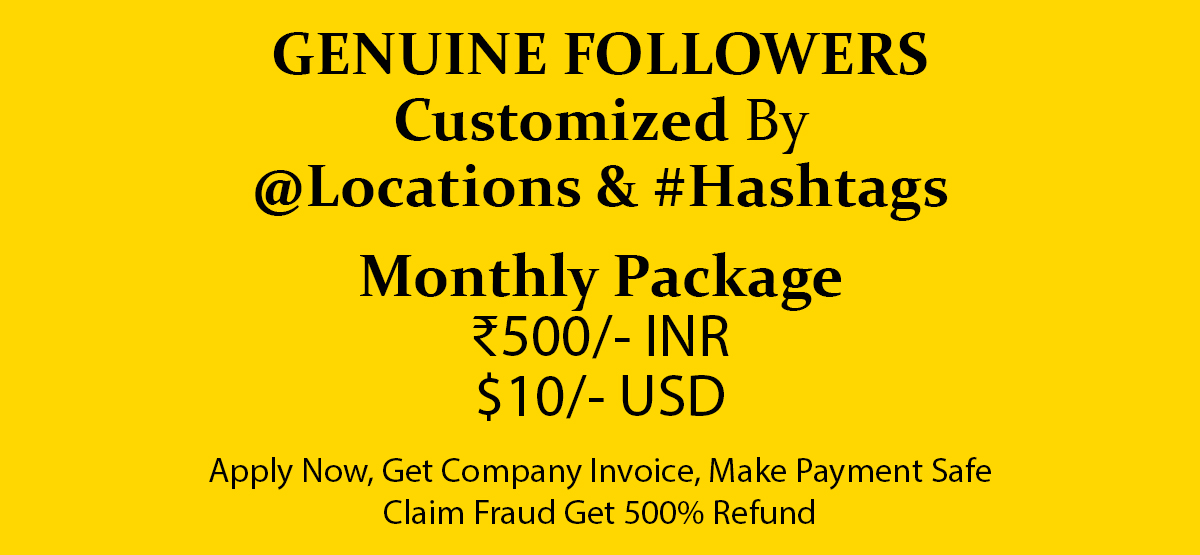 GENUINE FOLLOWERS
Customized By
@Locations & #Hashtags
Monthly Package
₹500/- INR
$10/- USD
Apply Now, Get Company Invoice, Make Payment Safe
Claim Fraud Get 500% Refund